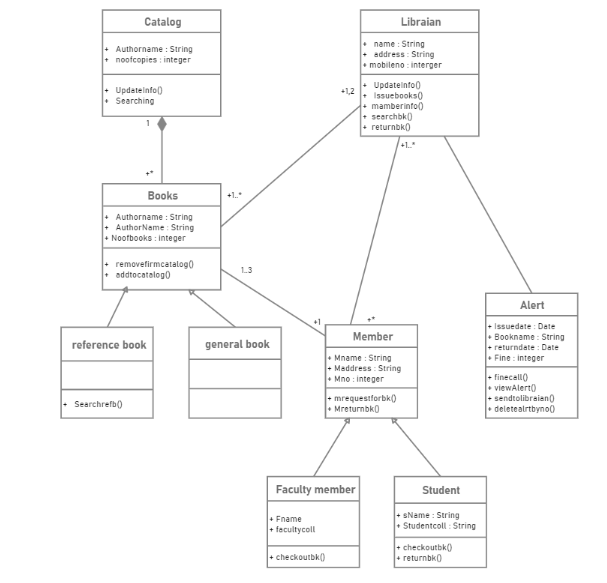 Catalog
+ Authorname : String
+ noofcopies : integer
+ UpdateInfo()
+ Searching
Libraian
+ name : String
+ address : String
+ mobileno : interger
+ UpdateInfo()
+ Issuebooks()
+ mamberinfo()
+ searchbk()
+ returnbk()
1
+*
+1,2
+1..*
+1..*
Books
+ Authorname : String
+ AuthorName : String
+ Noofbooks : integer
+ removefirmcatalog()
+ addtocatalog()
1..3
+1
+*
Alert
+ Issuedate : Date
+ Bookname : String
+ returndate : Date
+ Fine : integer
+ finecall()
+ viewAlert()
+ sendtolibraian()
+ deletealrtbyno()
reference book
+ Searchrefb()
general book
Member
+ Mname : String
+ Maddress : String
+ Mno : integer
+ mrequestforbk()
+ Mreturnbk()
Faculty member
+ Fname
+ facultycoll
+ checkoutbk()
Student
+ sName : String
+ Studentcoll : String
+ checkoutbk()
+ returnbk()